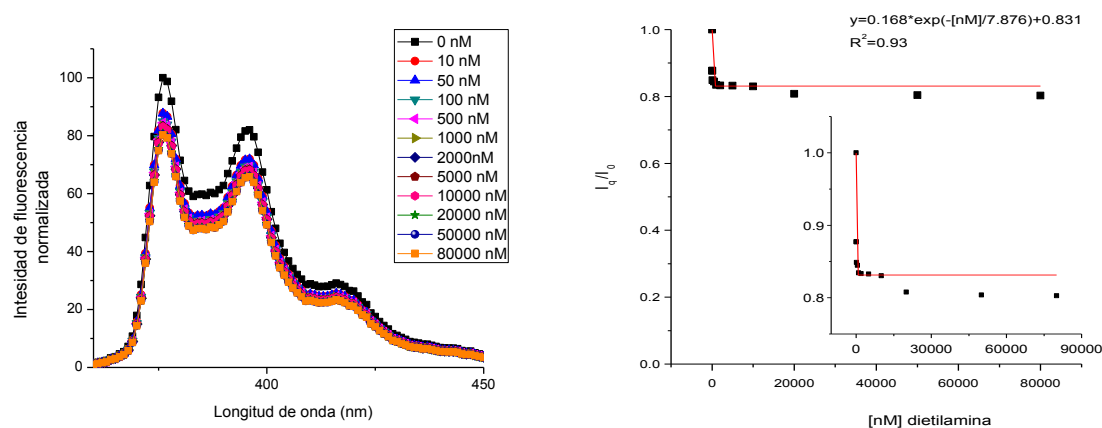 Intesidad de fluorescencia
normalizada
100
80
60
40
20
0
400
450
Longitud de onda (nm)
0 nM
10 nM
50 nM
100 nM
500 nM
1000 nM
2000nM
5000 nM
10000 nM
20000 nM
50000 nM
80000 nM
y=0.168*exp(-[nM]/7.876)+0.831
R²=0.93
I_q/I_0
1.0
0.8
0.6
0.4
0.2
0.0
0
20000
40000
60000
80000
[nM] dietilamina
1.0
0.9
0.8
0
30000
60000
90000